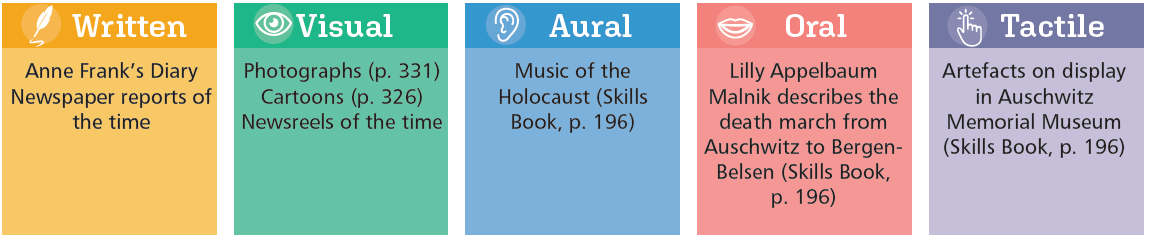 Written
Anne Frank's Diary
Newspaper reports of
the time
Visual
Photographs (p. 331)
Cartoons (p. 326)
Newsreels of the time
Aural
Music of the
Holocaust (Skills
Book, p. 196)
Oral
Lilly Appelbaum
Malnik describes the
death march from
Auschwitz to Bergen-
Belsen (Skills Book,
p. 196)
Tactile
Artefacts on display
in Auschwitz
Memorial Museum
(Skills Book, p. 196)